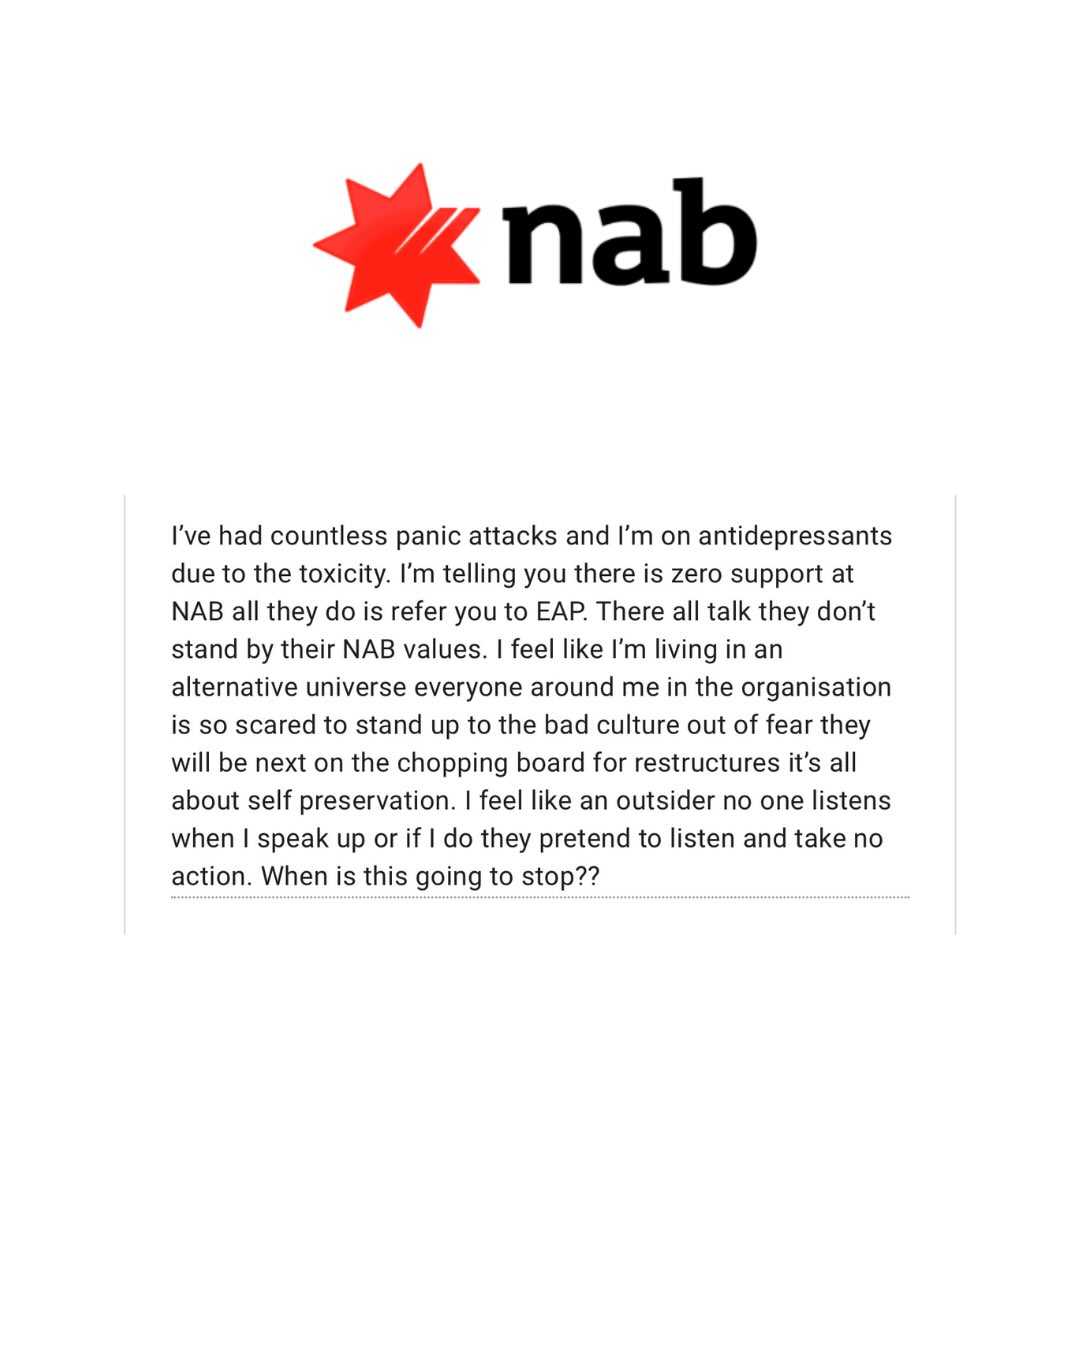 nab
I’ve had countless panic attacks and I’m on antidepressants
due to the toxicity. I’m telling you there is zero support at
NAB all they do is refer you to EAP. There all talk they don’t
stand by their NAB values. I feel like I’m living in an
alternative universe everyone around me in the organisation
is so scared to stand up to the bad culture out of fear they
will be next on the chopping board for restructures it’s all
about self preservation. I feel like an outsider no one listens
when I speak up or if I do they pretend to listen and take no
action. When is this going to stop??